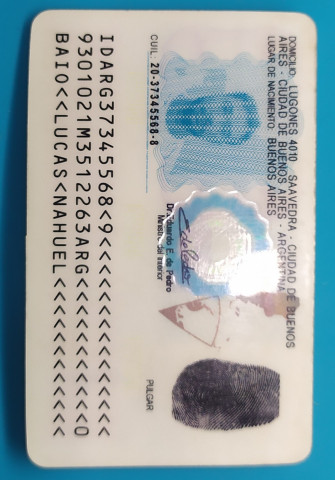 DOMICILIO: LUGONES 4010 - SAAVEDRA - CIUDAD DE BUENOS
AIRES - CIUDAD DE BUENOS AIRES - ARGENTINA
LUGAR DE NACIMIENTO: BUENOS AIRES
CUIL: 20-37345568-8
Dr. Eduardo E. de Pedro
Ministro del Interior
PULGAR
IDARG37345568<9<<<<<<<<<<<<<<<
9301021M3512263ARG<<<<<<<<<<<0
BAIO<<LUCAS<NAHUEL<<<<<<<<<<<<